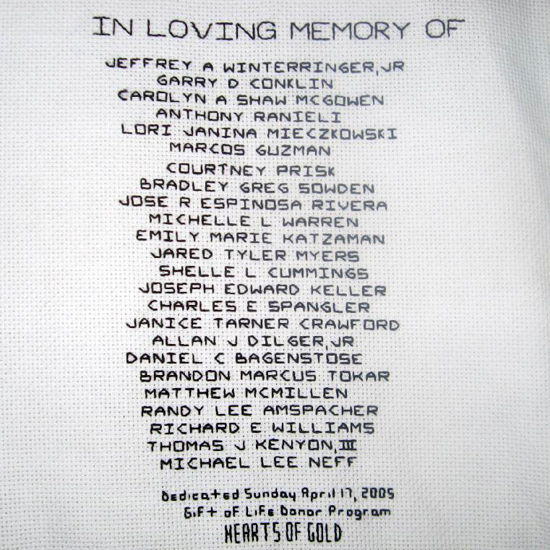 IN LOVING MEMORY OF
JEFFREY A WINTERRINGER, JR
GARRY D CONKLIN
CAROLYN A SHAW MCGOWEN
ANTHONY RANIELI
LORI JANINA MIECZKOWSKI
MARCOS GUZMAN
COURTNEY PRISK
BRADLEY GREG SOWDEN
JOSE R ESPINOSA RIVERA
MICHELLE L WARREN
EMILY MARIE KATZAMAN
JARED TYLER MYERS
SHELLE L CUMMINGS
JOSEPH EDWARD KELLER
CHARLES E SPANGLER
JANICE TARNER CRAWFORD
ALLAN J DILGER, JR
DANIEL C BAGENSTOSE
BRANDON MARCUS TOKAR
MATTHEW MCMILLEN
RANDY LEE AMSPACHER
RICHARD E WILLIAMS
THOMAS J KENYON, III
MICHAEL LEE NEFF
Dedicated Sunday April 17, 2005
Gift of Life Donor Program
HEARTS OF GOLD